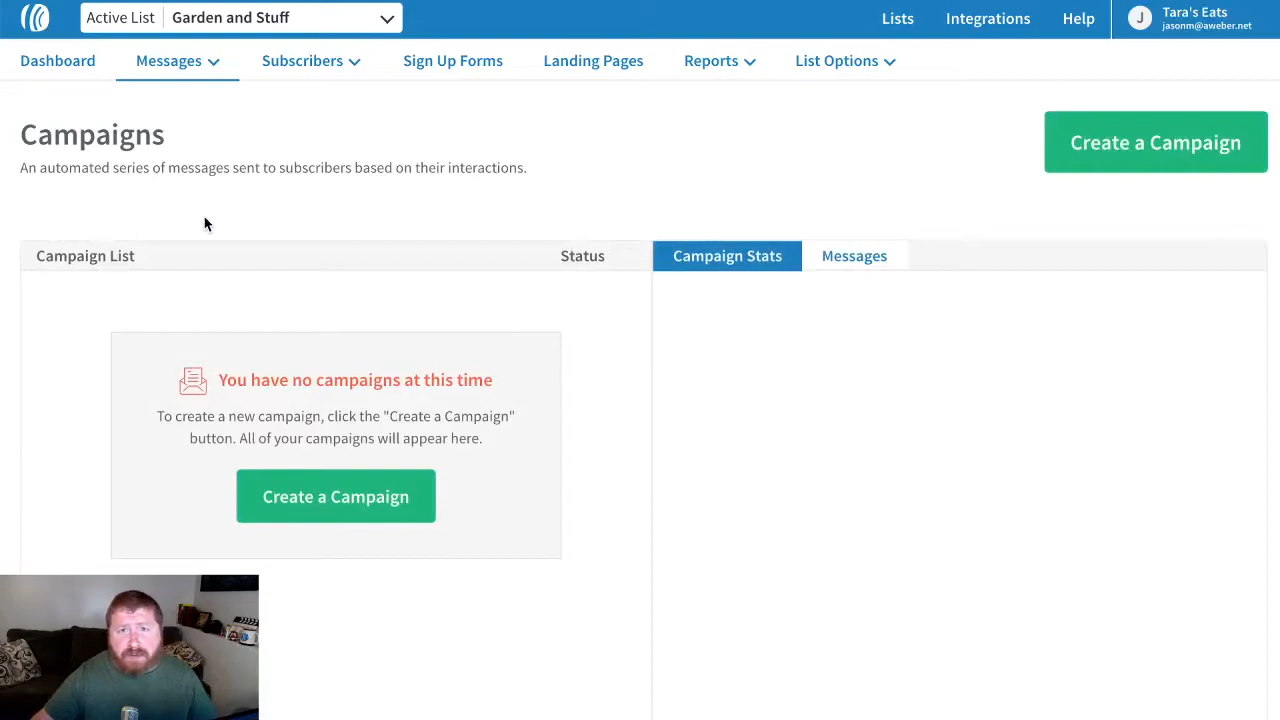 Active List Garden and Stuff Lists Integrations Help J Tara's Eats
jasonm@aweber.net
Dashboard Messages Subscribers Sign Up Forms Landing Pages Reports List Options
Campaigns
An automated series of messages sent to subscribers based on their interactions.
Create a Campaign
Campaign List Status Campaign Stats Messages
You have no campaigns at this time
To create a new campaign, click the "Create a Campaign"
button. All of your campaigns will appear here.
Create a Campaign